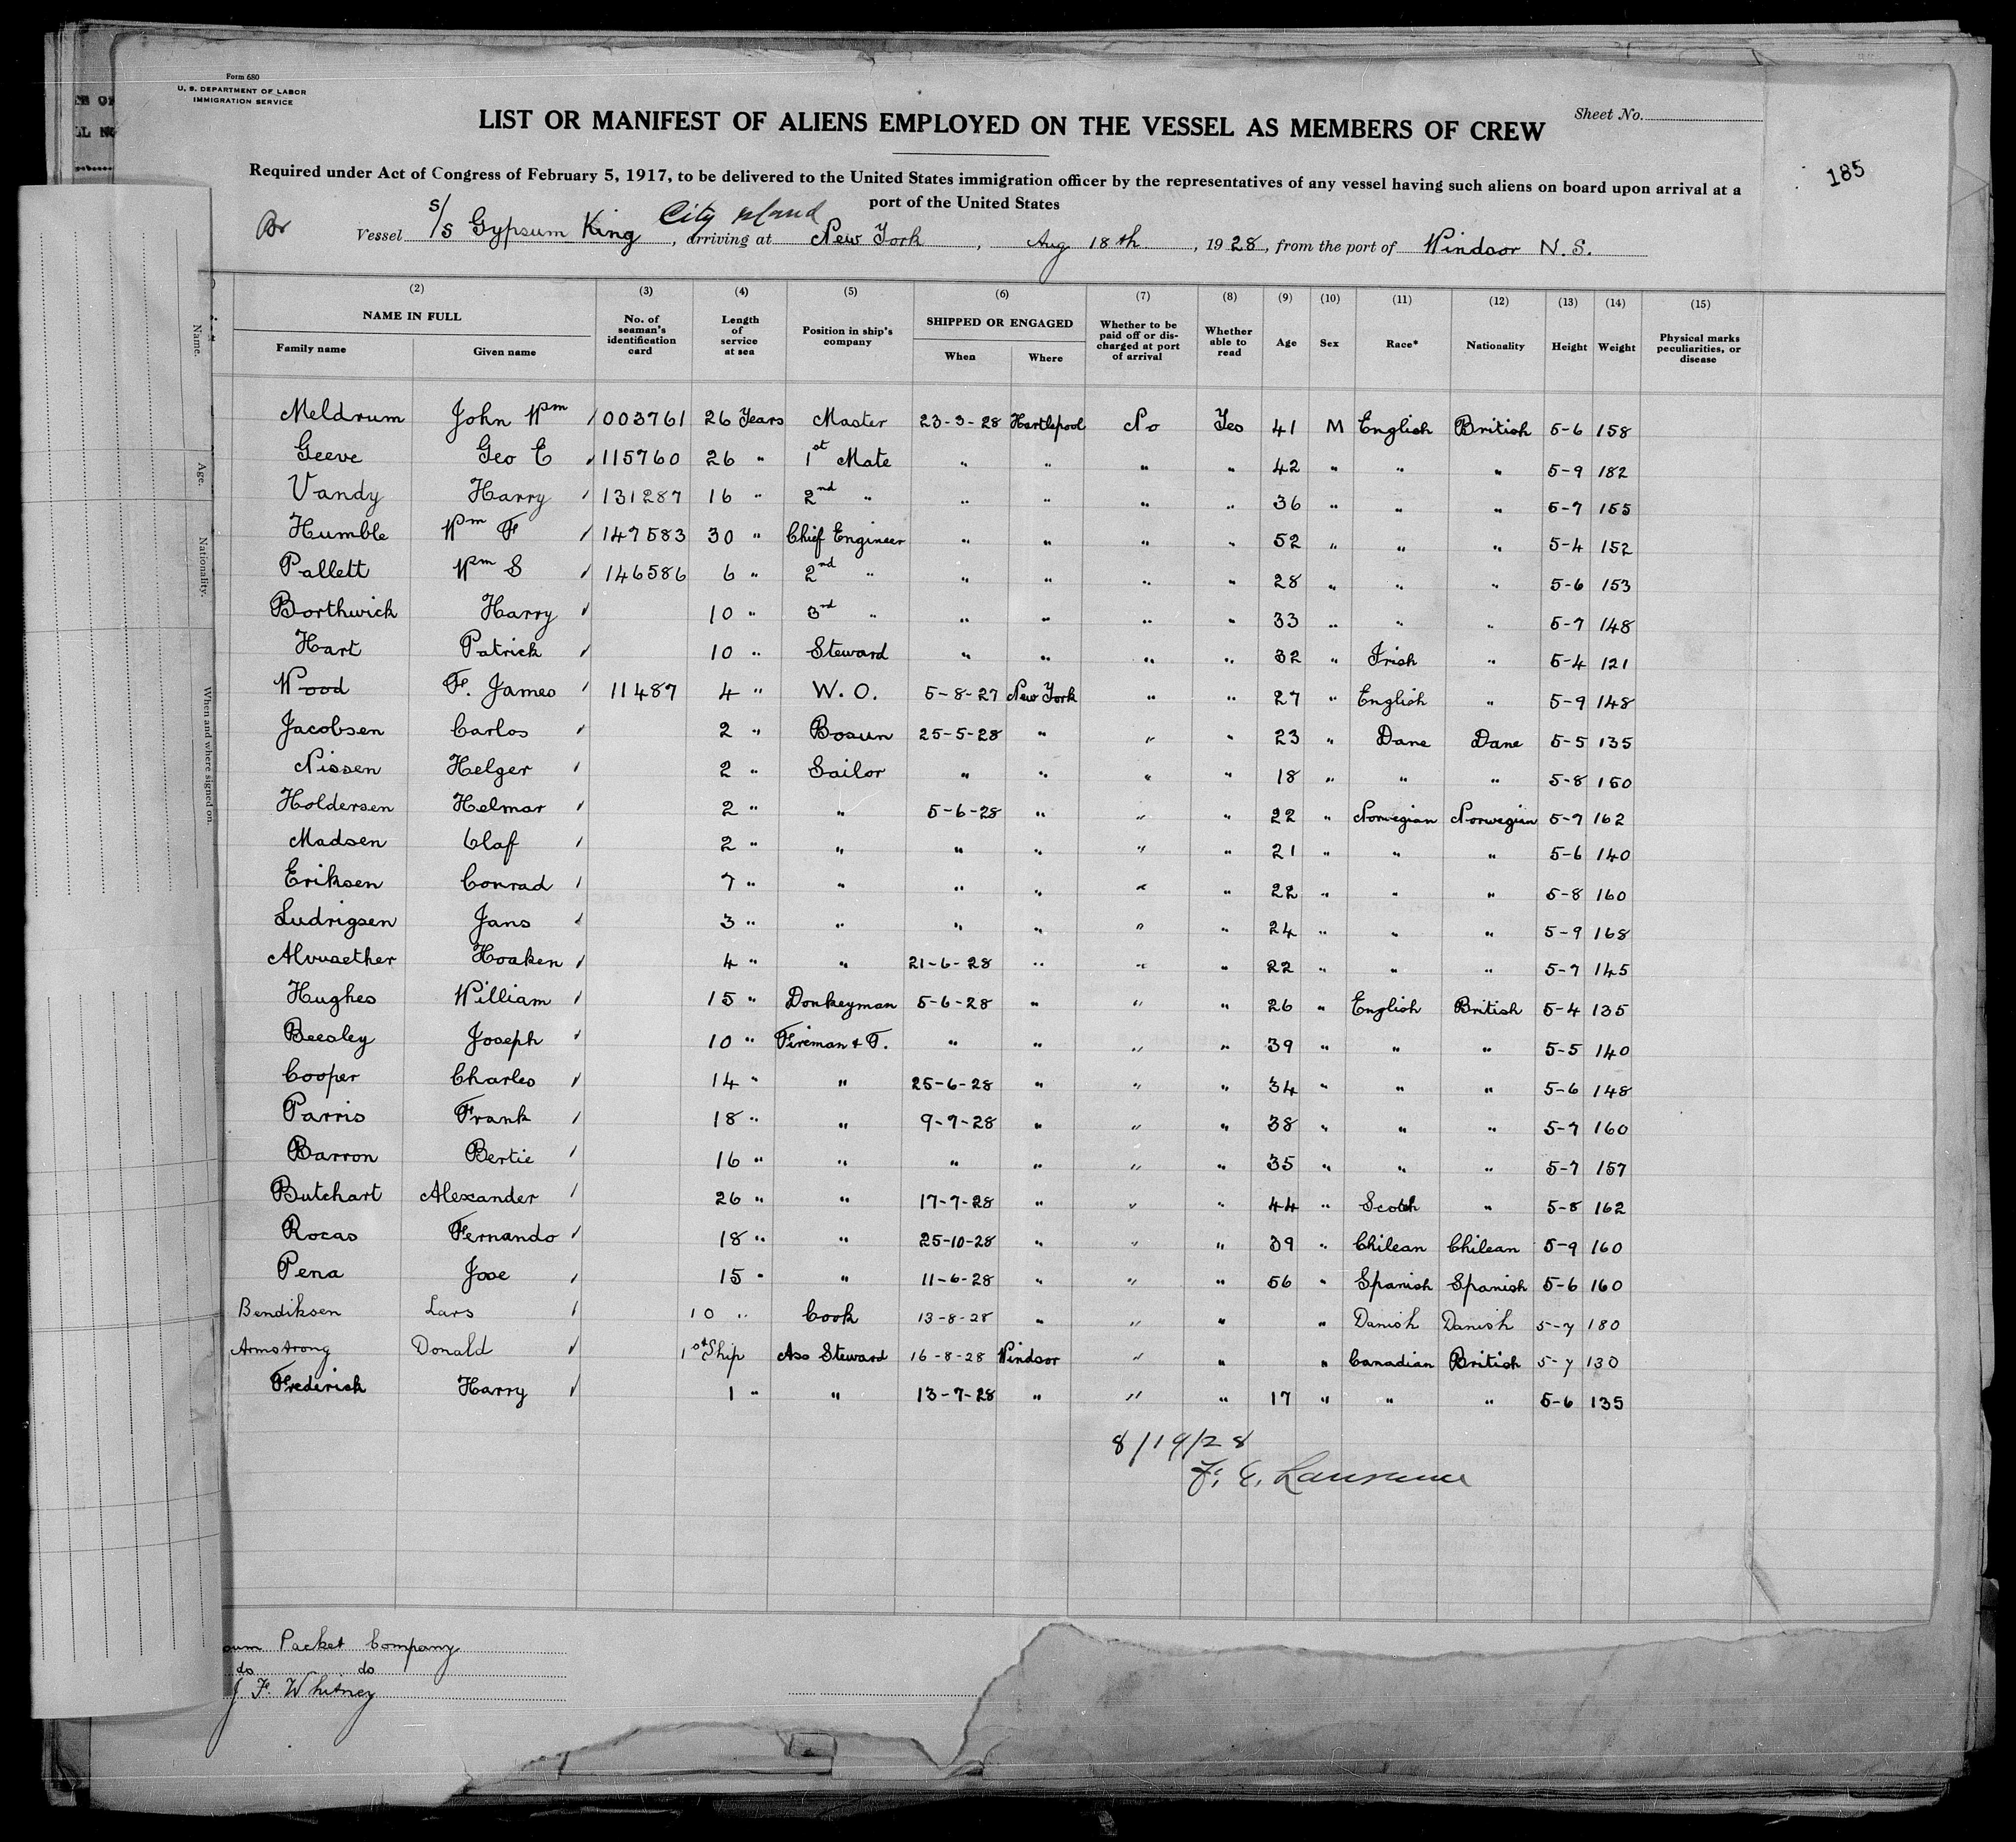 Form 680
U. S. DEPARTMENT OF LABOR
IMMIGRATION SERVICE
Sheet No.
LIST OR MANIFEST OF ALIENS EMPLOYED ON THE VESSEL AS MEMBERS OF CREW
185
Required under Act of Congress of February 5, 1917, to be delivered to the United States immigration officer by the representatives of any vessel having such aliens on board upon arrival at a
port of the United States
City Island
Br Vessel S/S Gypsum King, arriving at New York, Aug 18th, 1928, from the port of Windsor N.S.
(2) (3) (4) (5) (6) (7) (8) (9) (10) (11) (12) (13) (14) (15)
NAME IN FULL No. of seaman's identification card Length of service at sea Position in ship's company SHIPPED OR ENGAGED Whether to be paid off or discharged at port of arrival Whether able to read Age Sex Race* Nationality Height Weight Physical marks peculiarities, or disease
Family name Given name When Where
Meldrum John Wm 003761 26 Years Master 23-3-28 Hartlepool No Yes 41 M English British 5-6 158
Geeve Geo E 115760 26 " 1st Mate " " " " 42 " " " 5-9 182
Vandy Harry 131287 16 " 2nd " " " " " 36 " " " 5-7 155
Humble Wm F 147583 30 " Chief Engineer " " " " 52 " " " 5-4 152
Pallett Wm S 146586 6 " 2nd " " " " " 28 " " " 5-6 153
Borthwick Harry 10 " 3rd " " " " " 33 " " " 5-7 148
Hart Patrick 10 " Steward " " " " 32 " Irish " 5-4 121
Wood F. James 11487 4 " W. O. 5-8-27 New York " " 27 " English " 5-9 148
Jacobsen Carlos 2 " Bosun 25-5-28 " " " 23 " Dane Dane 5-5 135
Nissen Helger 2 " Sailor " " " " 18 " " " 5-8 150
Holdersen Helmar 2 " " 5-6-28 " " " 22 " Norwegian Norwegian 5-7 162
Madsen Olaf 2 " " " " " " 21 " " " 5-6 140
Eriksen Conrad 7 " " " " " " 22 " " " 5-8 160
Ludrigsen Jans 3 " " " " " " 24 " " " 5-9 168
Hoaken 4 " " 21-6-28 " " " 22 " " " 5-7 145
Hughes William 15 " Donkeyman 5-6-28 " " " 26 " English British 5-4 135
Beesley Joseph 10 " Fireman & T. " " " " 39 " " " 5-5 140
Cooper Charles 14 " " 25-6-28 " " " 34 " " " 5-6 148
Parris Frank 18 " " 9-7-28 " " " 38 " " " 5-7 160
Barron Bertie 16 " " " " " " 35 " " " 5-7 157
Butchart Alexander 26 " " 17-7-28 " " " 44 " Scotch " 5-8 162
Rocas Fernando 18 " " 25-10-28 " " " 39 " Chilean Chilean 5-9 160
Pena Jose 15 " " 11-6-28 " " " 56 " Spanish Spanish 5-6 160
Bendiksen Lars 10 " Cook 13-8-28 " " " " Danish Danish 5-7 180
Armstrong Donald 1st Ship Ass Steward 16-8-28 Windsor " " " Canadian British 5-7 130
Frederick Harry 1 " " 13-7-28 " " " 17 " " " 5-6 135
8/19/28
F. E. Laurence
sum Packet Company
do do
J F. Whitney
Name.
Age.
Nationality.
When and where signed on.